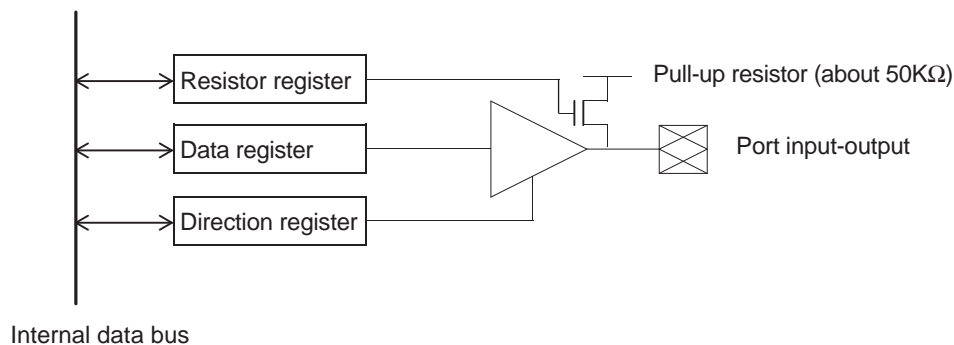 Resistor register
Pull-up resistor (about 50KΩ)
Data register
Port input-output
Direction register
Internal data bus